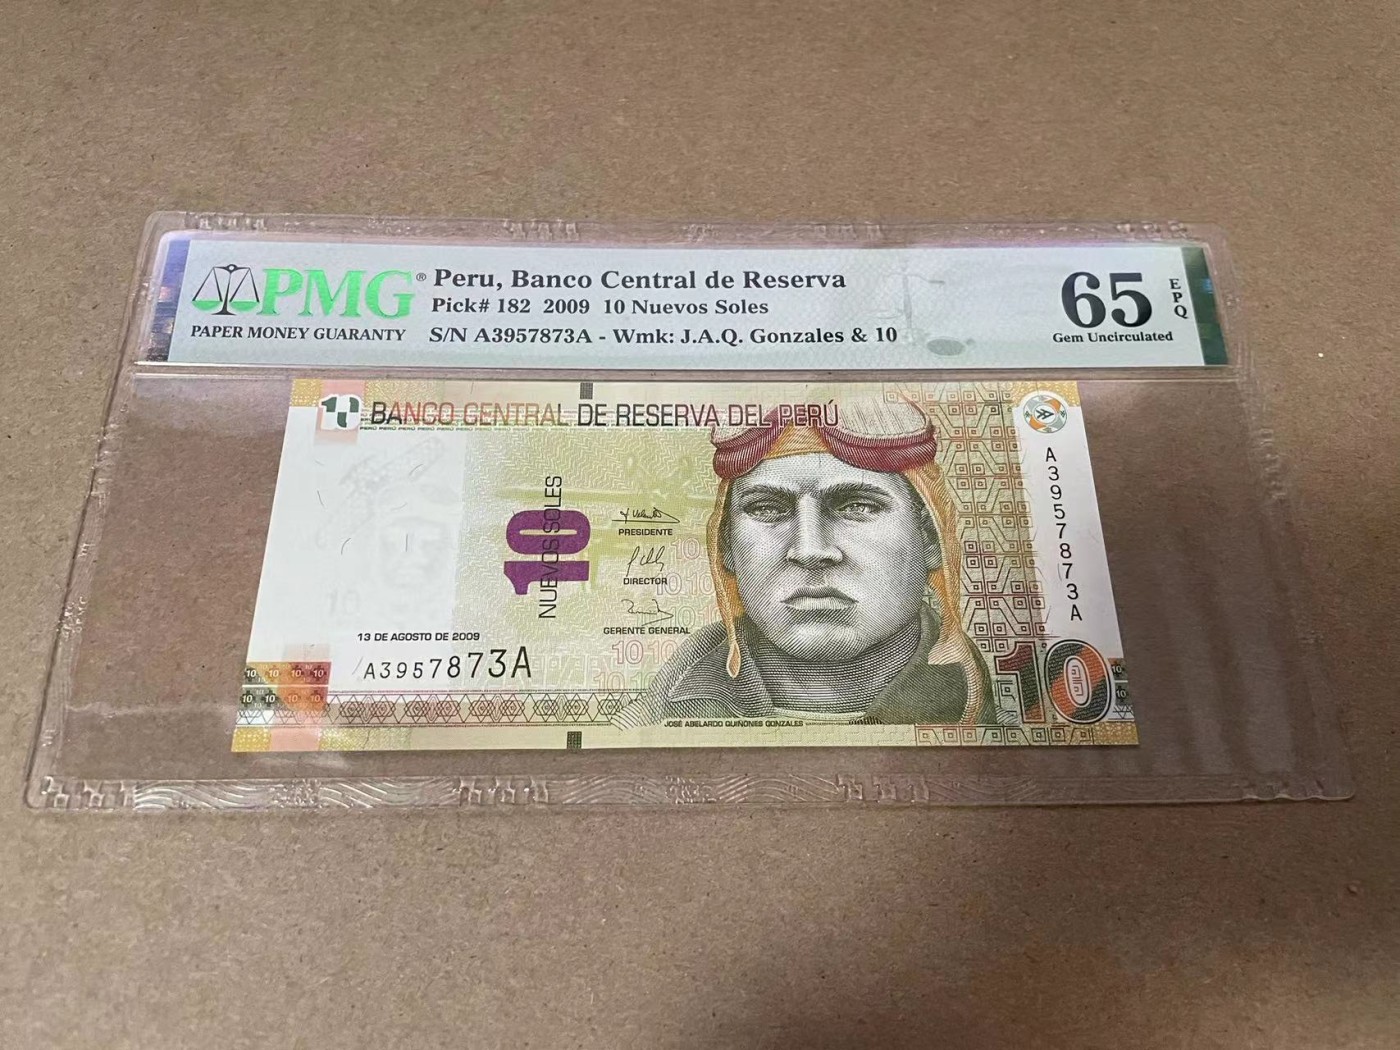 PMG® Peru, Banco Central de Reserva
Pick# 182 2009 10 Nuevos Soles
PAPER MONEY GUARANTY
S/N A3957873A - Wmk: J.A.Q. Gonzales & 10
65
EPQ
Gem Uncirculated
10 BANCO CENTRAL DE RESERVA DEL PERÚ
A3957873A
10
NUEVOS SOLES
PRESIDENTE
DIRECTOR
GERENTE GENERAL
13 DE AGOSTO DE 2009
A3957873A
JOSÉ ABELARDO QUIÑONES GONZALES
10